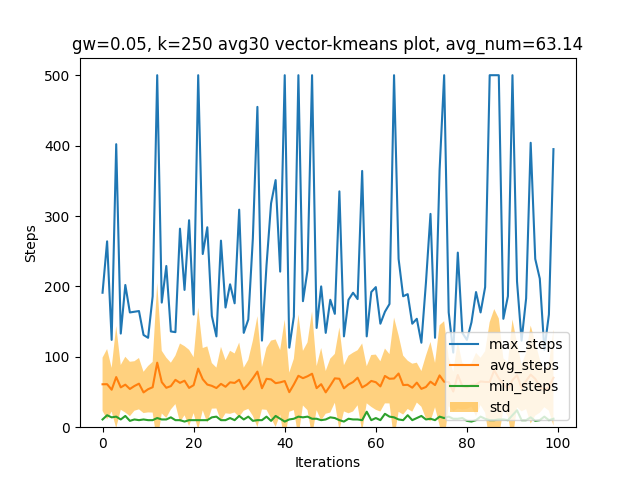 gw=0.05, k=250 avg30 vector-kmeans plot, avg_num=63.14
500
400
300
200
100
0
Steps
max_steps
avg_steps
min_steps
std
0 20 40 60 80 100
Iterations